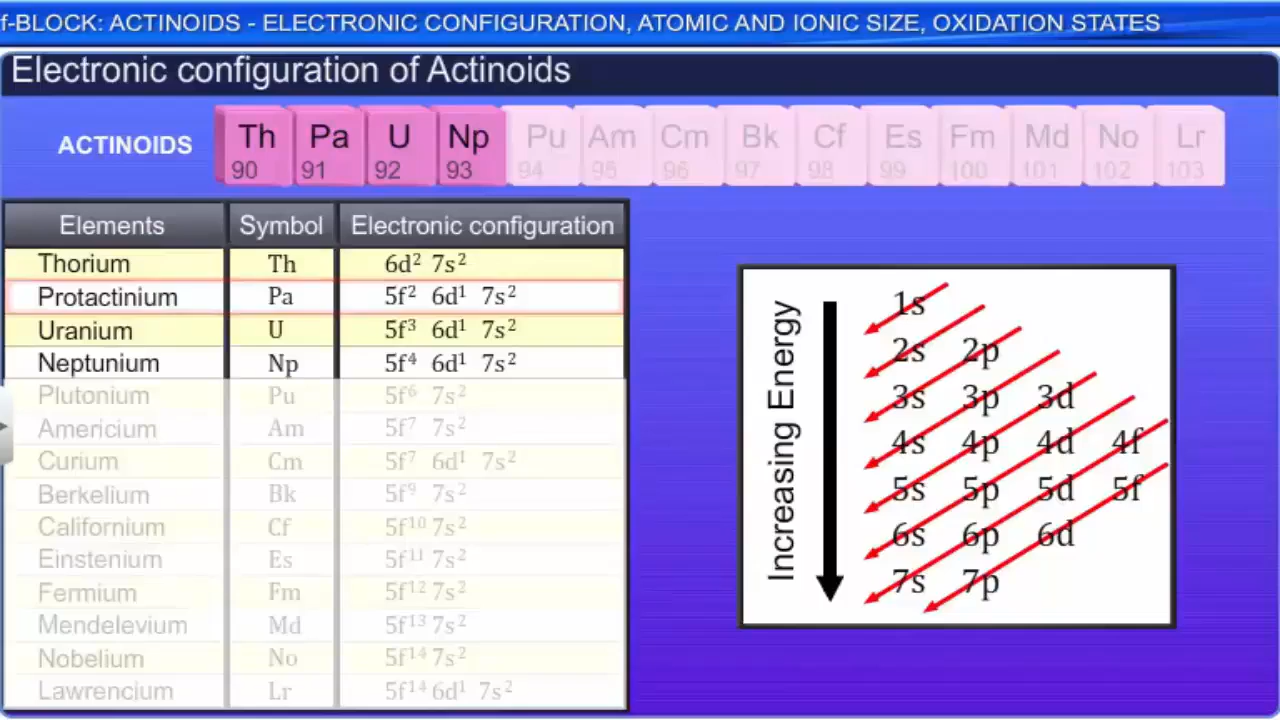 f-BLOCK: ACTINOIDS - ELECTRONIC CONFIGURATION, ATOMIC AND IONIC SIZE, OXIDATION STATES
Electronic configuration of Actinoids
ACTINOIDS Th Pa U Np Pu Am Cm Bk Cf Es Fm Md No Lr
90 91 92 93 94 95 96 97 98 99 100 101 102 103
Elements Symbol Electronic configuration
Thorium Th 6d² 7s²
Protactinium Pa 5f² 6d¹ 7s²
Uranium U 5f³ 6d¹ 7s²
Neptunium Np 5f⁴ 6d¹ 7s²
Plutonium Pu 5f⁶ 7s²
Americium Am 5f⁷ 7s²
Curium Cm 5f⁷ 6d¹ 7s²
Berkelium Bk 5f⁹ 7s²
Californium Cf 5f¹⁰ 7s²
Einstenium Es 5f¹¹ 7s²
Fermium Fm 5f¹² 7s²
Mendelevium Md 5f¹³ 7s²
Nobelium No 5f¹⁴ 7s²
Lawrencium Lr 5f¹⁴ 6d¹ 7s²
Increasing Energy
1s
2s 2p
3s 3p 3d
4s 4p 4d 4f
5s 5p 5d 5f
6s 6p 6d
7s 7p